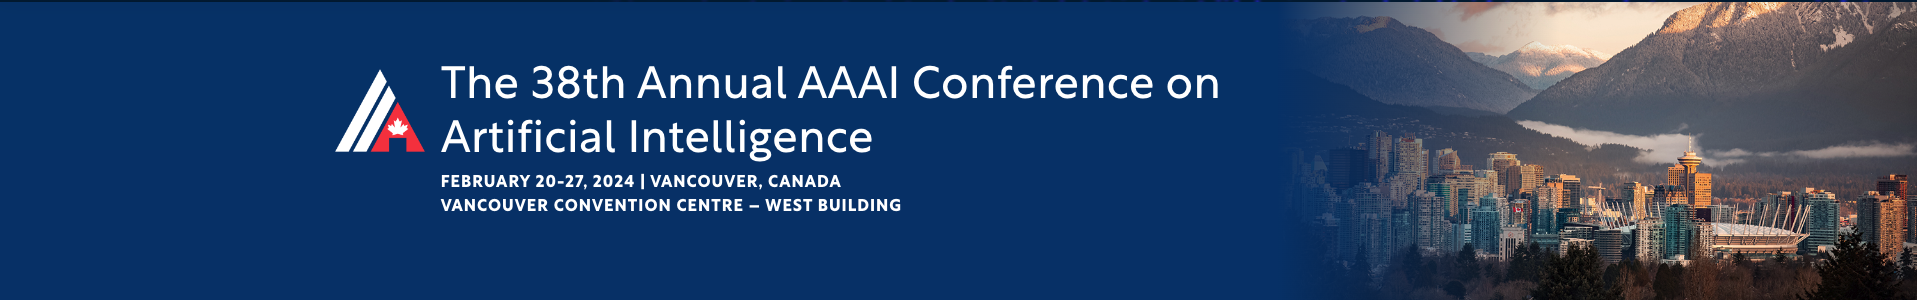 The 38th Annual AAAI Conference on
Artificial Intelligence
FEBRUARY 20-27, 2024 | VANCOUVER, CANADA
VANCOUVER CONVENTION CENTRE – WEST BUILDING